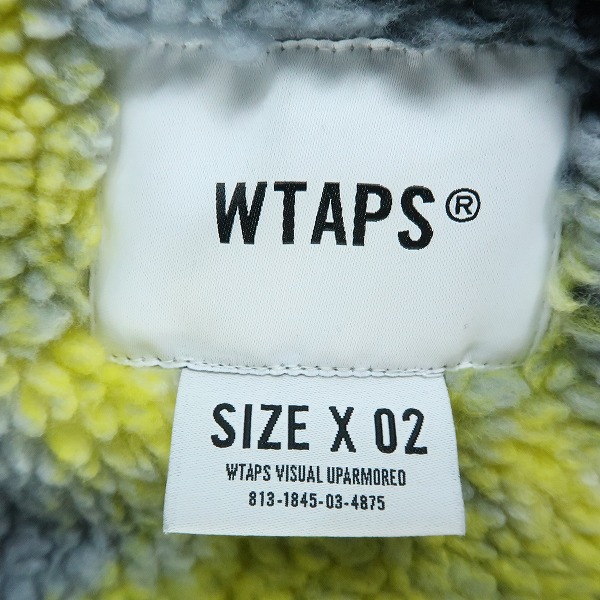 WTAPS®
SIZE X 02
WTAPS VISUAL UPARMORED
813-1845-03-4875